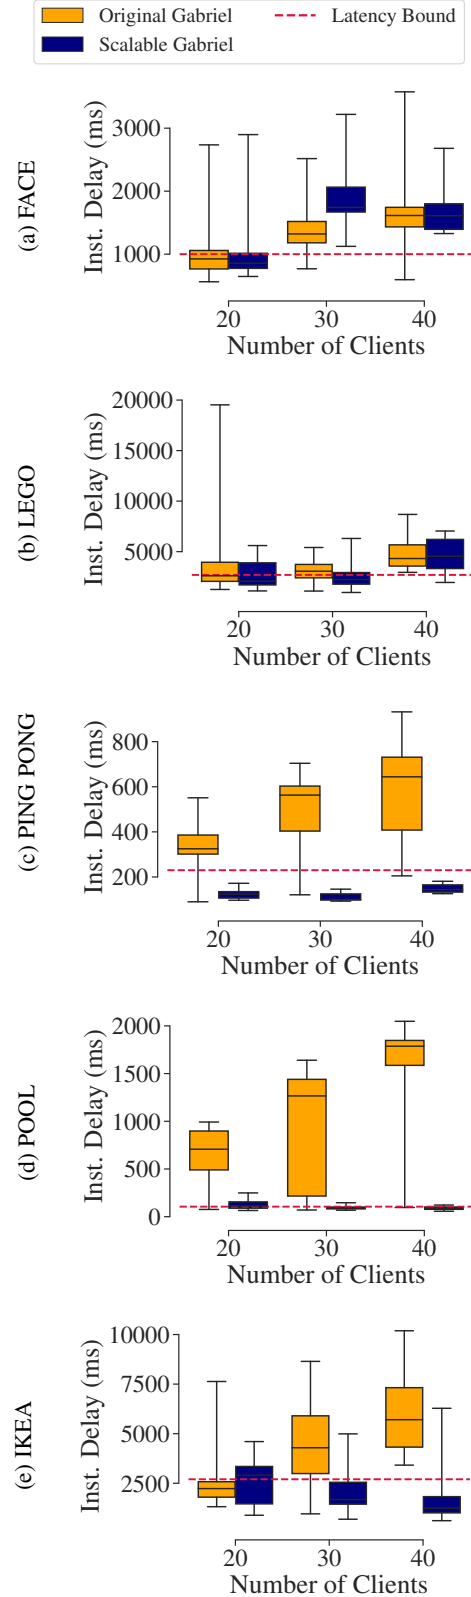 Original Gabriel
Latency Bound
Scalable Gabriel
(a) FACE
Inst. Delay (ms)
3000
2000
1000
20 30 40
Number of Clients
(b) LEGO
Inst. Delay (ms)
20000
15000
10000
5000
20 30 40
Number of Clients
(c) PING PONG
Inst. Delay (ms)
800
600
400
200
20 30 40
Number of Clients
(d) POOL
Inst. Delay (ms)
2000
1500
1000
500
0
20 30 40
Number of Clients
(e) IKEA
Inst. Delay (ms)
10000
7500
5000
2500
20 30 40
Number of Clients